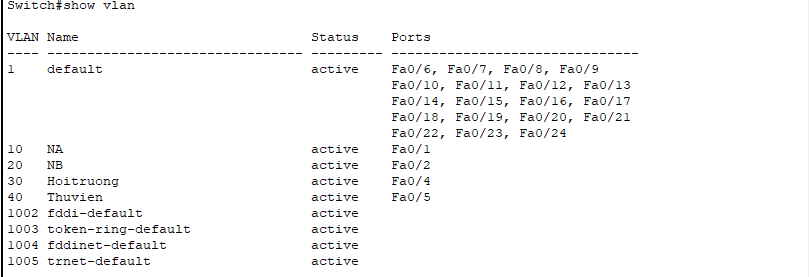 Switch#show vlan
VLAN Name                             Status    Ports
---- -------------------------------- --------- -------------------------------
1    default                          active    Fa0/6, Fa0/7, Fa0/8, Fa0/9
                                                Fa0/10, Fa0/11, Fa0/12, Fa0/13
                                                Fa0/14, Fa0/15, Fa0/16, Fa0/17
                                                Fa0/18, Fa0/19, Fa0/20, Fa0/21
                                                Fa0/22, Fa0/23, Fa0/24
10   NA                               active    Fa0/1
20   NB                               active    Fa0/2
30   Hoitruong                        active    Fa0/4
40   Thuvien                          active    Fa0/5
1002 fddi-default                     active
1003 token-ring-default               active
1004 fddinet-default                  active
1005 trnet-default                    active